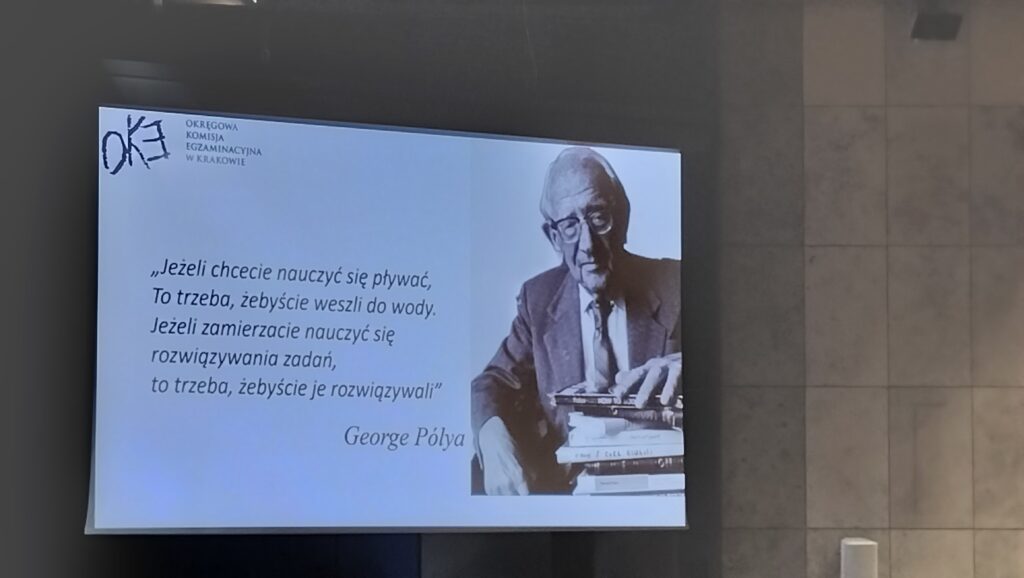 OKE
OKRĘGOWA
KOMISJA
EGZAMINACYJNA
W KRAKOWIE
„Jeżeli chcecie nauczyć się pływać,
To trzeba, żebyście weszli do wody.
Jeżeli zamierzacie nauczyć się
rozwiązywania zadań,
to trzeba, żebyście je rozwiązywali”
George Pólya